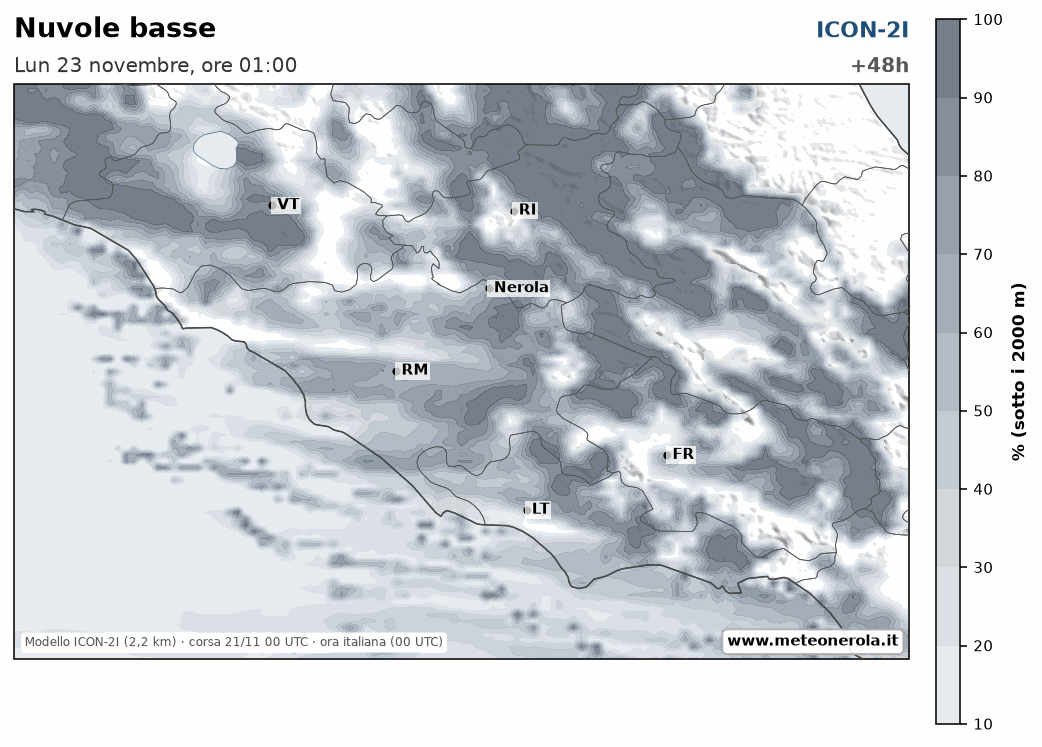 Nuvole basse
ICON-2I
Lun 23 novembre, ore 01:00
+48h
VT
RI
Nerola
RM
FR
LT
Modello ICON-2I (2,2 km) · corsa 21/11 00 UTC · ora italiana (00 UTC)
www.meteonerola.it
100
90
80
70
60
50
40
30
20
10
% (sotto i 2000 m)